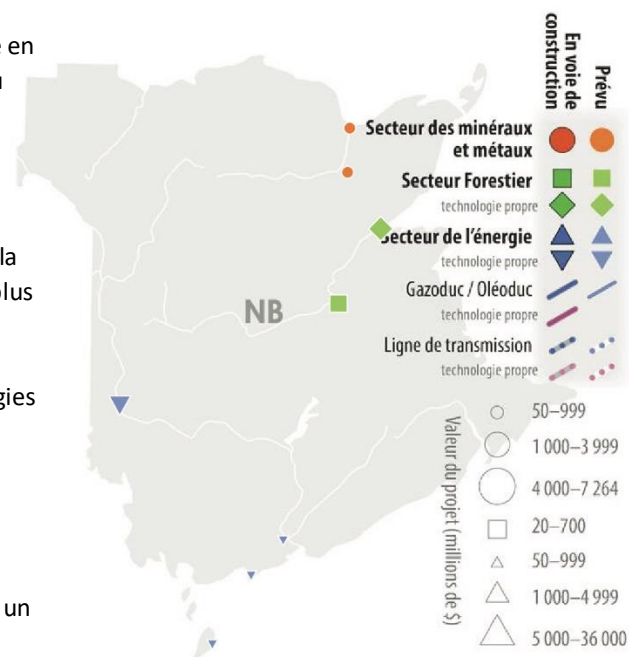 en
la
plus
gies
un
NB
En voie de
construction
Prévu
Secteur des minéraux
et métaux
Secteur Forestier
technologie propre
Secteur de l'énergie
technologie propre
Gazoduc / Oléoduc
technologie propre
Ligne de transmission
technologie propre
Valeur du projet (millions de $)
50–999
1 000–3 999
4 000–7 264
20–700
50–999
1 000–4 999
5 000–36 000